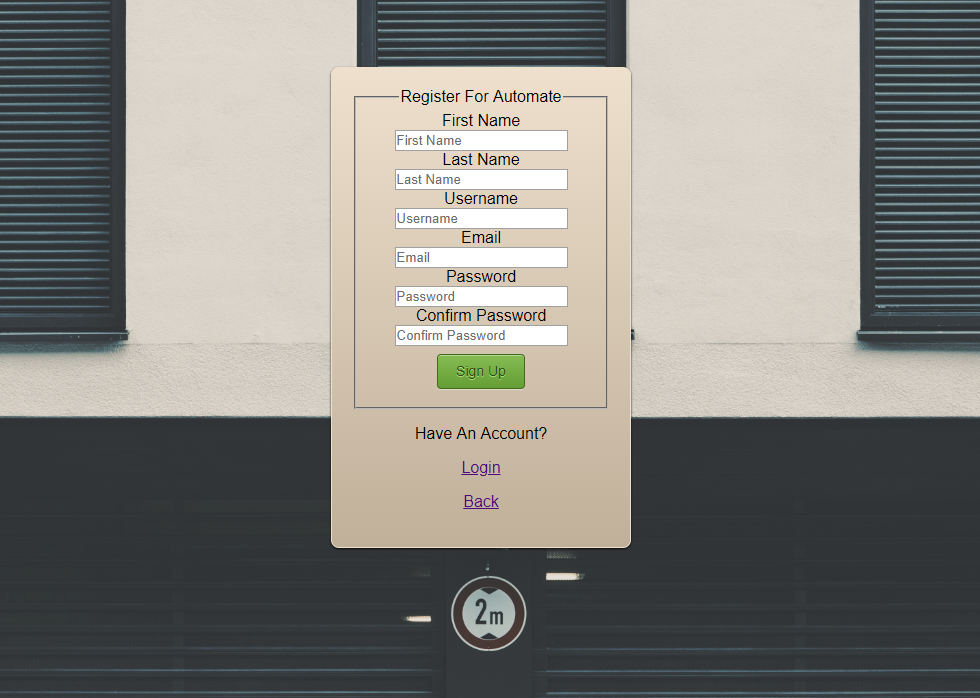 Register For Automate
First Name
First Name
Last Name
Last Name
Username
Username
Email
Email
Password
Password
Confirm Password
Confirm Password
Sign Up
Have An Account?
Login
Back
2m